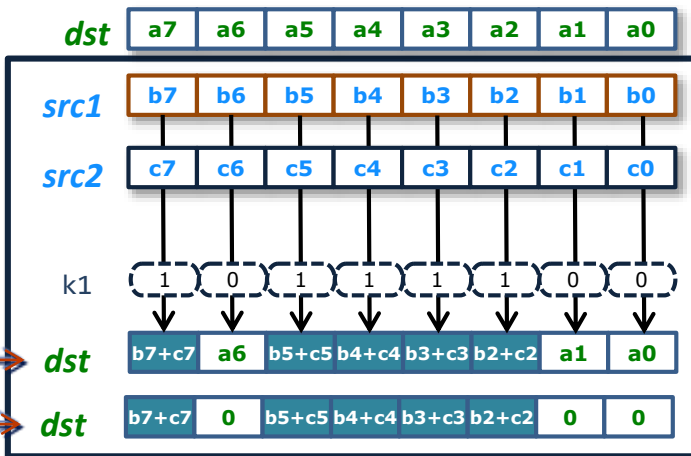 dst a7 a6 a5 a4 a3 a2 a1 a0
src1 b7 b6 b5 b4 b3 b2 b1 b0
src2 c7 c6 c5 c4 c3 c2 c1 c0
k1 1 0 1 1 1 1 0 0
dst b7+c7 a6 b5+c5 b4+c4 b3+c3 b2+c2 a1 a0
dst b7+c7 0 b5+c5 b4+c4 b3+c3 b2+c2 0 0